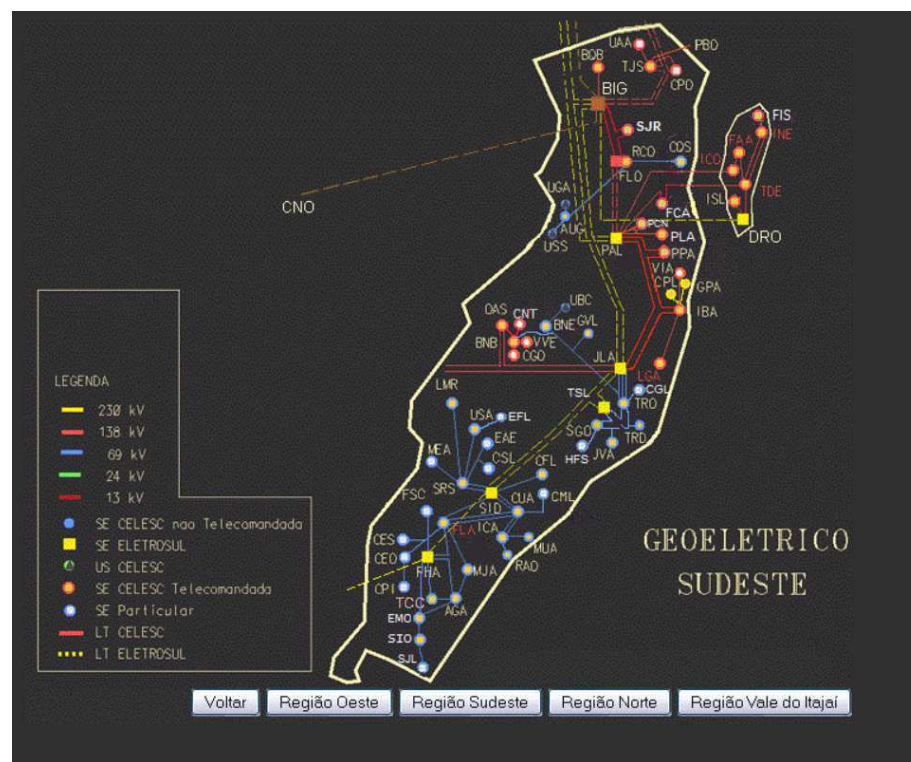 UAA
PBO
BQB
TJS
CPO
BIG
SJR
FIS
INE
FAA
RCO
CQS
ICO
FLO
TDE
CNO
UGA
ISL
FCA
AUG
PCN
USS
PAL
PLA
DRO
PPA
VIA
CPL
GPA
UBC
OAS
CNT
BNE
GVL
IBA
BNB
VVE
CGO
JLA
LGA
LEGENDA
230 kV
138 kV
69 kV
24 kV
13 kV
SE CELESC nao Telecomandada
SE ELETROSUL
US CELESC
SE CELESC Telecomandada
SE Particular
LT CELESC
LT ELETROSUL
LMR
TSL
CGL
TRO
USA
EFL
SGO
TRD
EAE
MEA
CSL
HFS
JVA
CFL
SRS
FSC
SID
CUA
CML
FLA
ICA
CES
MUA
CEO
RAO
PHA
MJA
CPI
TCC
AGA
EMO
SIO
SJL
GEOELETRICO
SUDESTE
Voltar
Região Oeste
Região Sudeste
Região Norte
Região Vale do Itajaí